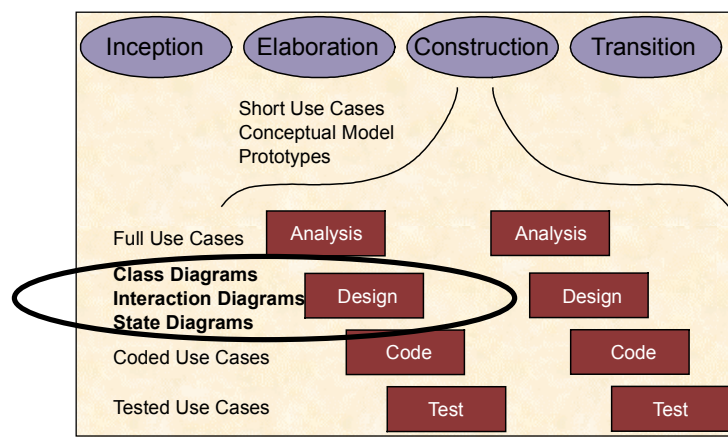 Inception Elaboration Construction Transition
Short Use Cases
Conceptual Model
Prototypes
Full Use Cases Analysis Analysis
Class Diagrams
Interaction Diagrams Design Design
State Diagrams
Coded Use Cases Code Code
Tested Use Cases Test Test